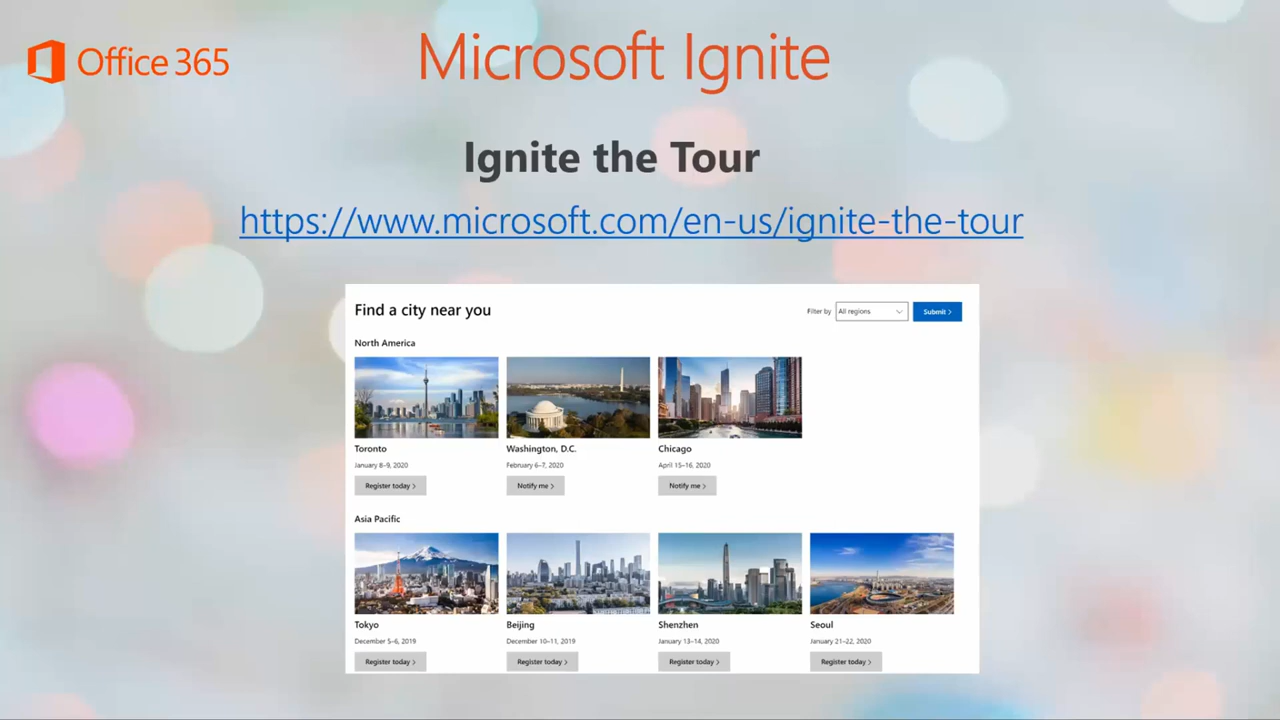 Office 365
Microsoft Ignite
Ignite the Tour
https://www.microsoft.com/en-us/ignite-the-tour
Find a city near you
Filter by All regions Submit >
North America
Toronto Washington, D.C. Chicago
January 8–9, 2020 February 6–7, 2020 April 15–16, 2020
Register today > Notify me > Notify me >
Asia Pacific
Tokyo Beijing Shenzhen Seoul
December 5–6, 2019 December 10–11, 2019 January 13–14, 2020 January 21–22, 2020
Register today > Register today > Register today > Register today >